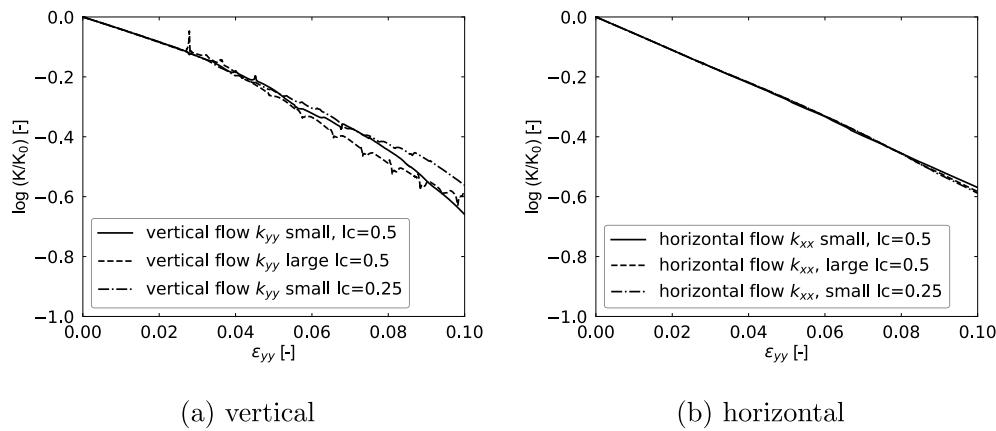 0.0
−0.2
−0.4
−0.6
−0.8
−1.0
log (K/K₀) [-]
vertical flow kyy small, lc=0.5
vertical flow kyy large lc=0.5
vertical flow kyy small lc=0.25
0.00 0.02 0.04 0.06 0.08 0.10
εyy [-]
(a) vertical
0.0
−0.2
−0.4
−0.6
−0.8
−1.0
log (K/K₀) [-]
horizontal flow kxx small, lc=0.5
horizontal flow kxx, large lc=0.5
horizontal flow kxx, small lc=0.25
0.00 0.02 0.04 0.06 0.08 0.10
εyy [-]
(b) horizontal